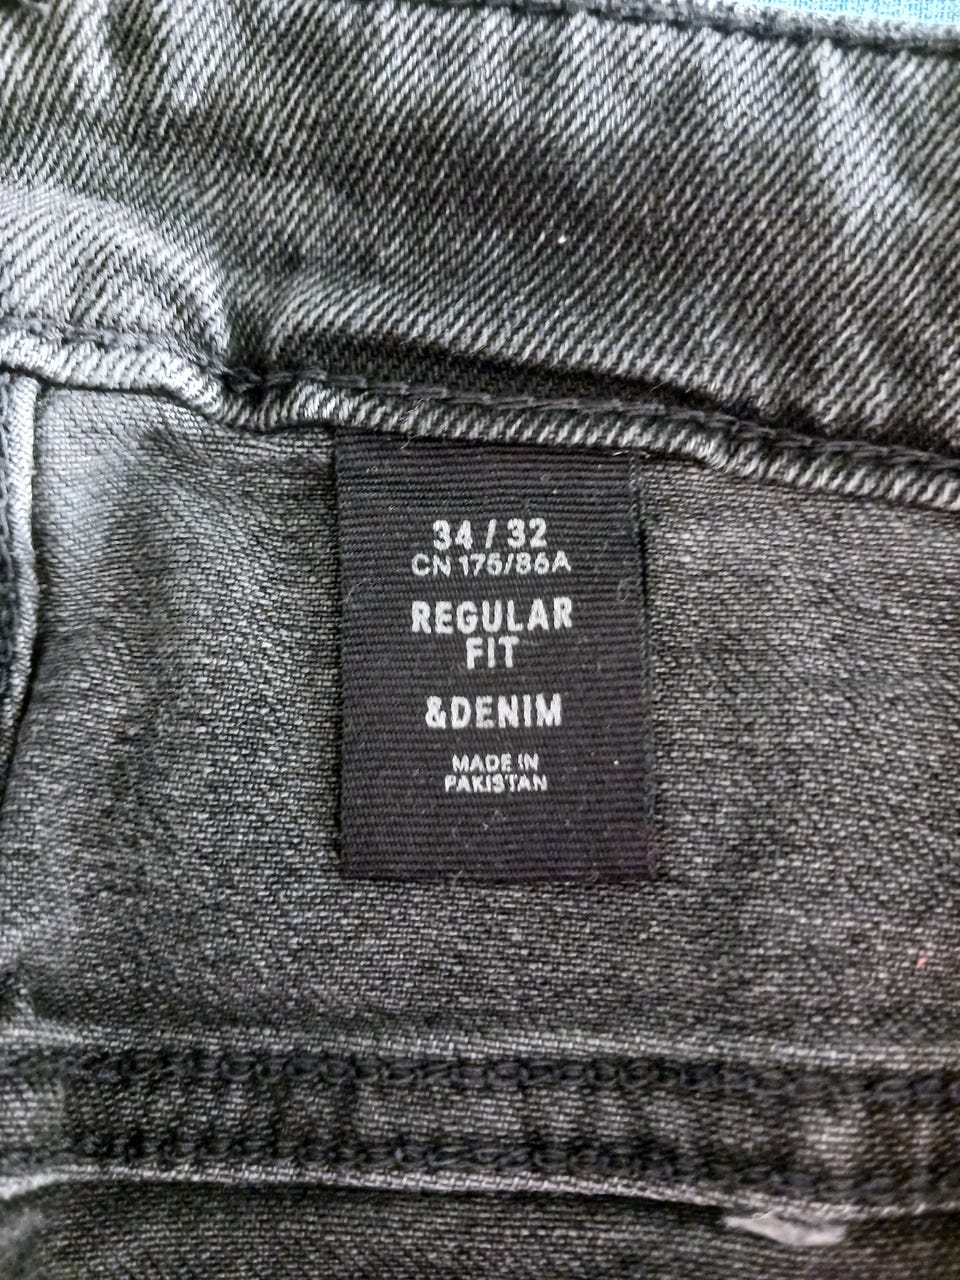 34 / 32
CN 175/86A
REGULAR
FIT
&DENIM
MADE IN
PAKISTAN